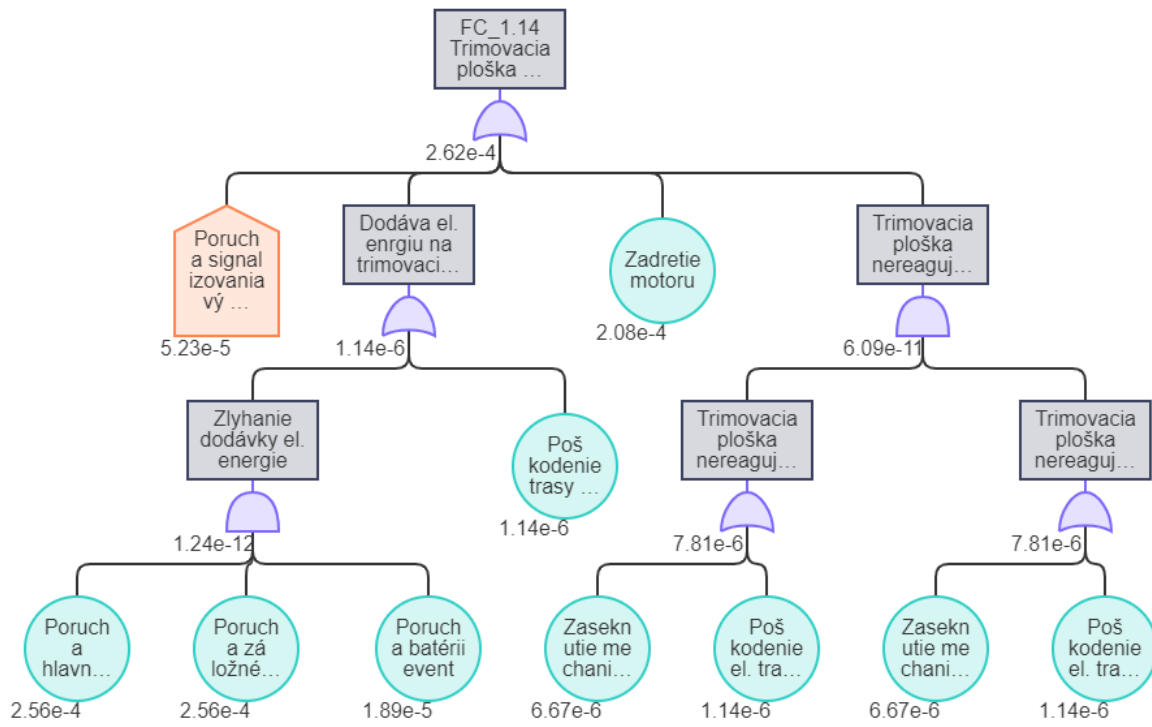 FC_1.14
Trimovacia
ploška ...
2.62e-4
Poruch
a signal
izovania
vý ...
5.23e-5
Dodáva el.
enrgiu na
trimovaci...
1.14e-6
Zadretie
motoru
2.08e-4
Trimovacia
ploška
nereaguj...
6.09e-11
Zlyhanie
dodávky el.
energie
1.24e-12
Poš
kodenie
trasy ...
1.14e-6
Trimovacia
ploška
nereaguj...
7.81e-6
Trimovacia
ploška
nereaguj...
7.81e-6
Poruch
a
hlavn...
2.56e-4
Poruch
a zá
ložné...
2.56e-4
Poruch
a batérii
event
1.89e-5
Zasekn
utie me
chani...
6.67e-6
Poš
kodenie
el. tra...
1.14e-6
Zasekn
utie me
chani...
6.67e-6
Poš
kodenie
el. tra...
1.14e-6